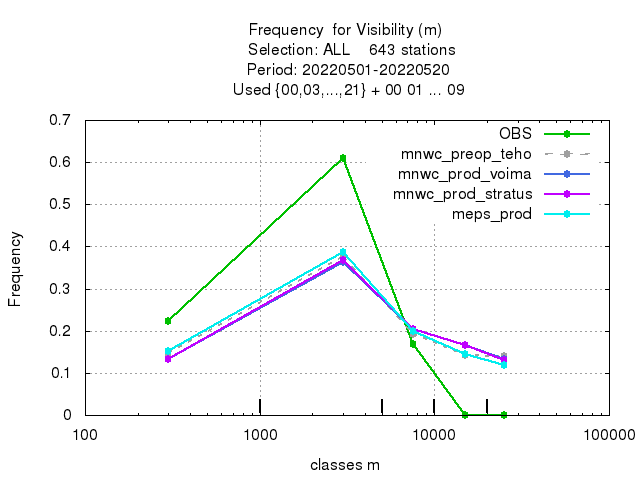 Frequency for Visibility (m)
Selection: ALL 643 stations
Period: 20220501-20220520
Used {00,03,...,21} + 00 01 ... 09
0.7
0.6
0.5
0.4
0.3
0.2
0.1
0
Frequency
OBS
mnwc_preop_teho
mnwc_prod_voima
mnwc_prod_stratus
meps_prod
100 1000 10000 100000
classes m